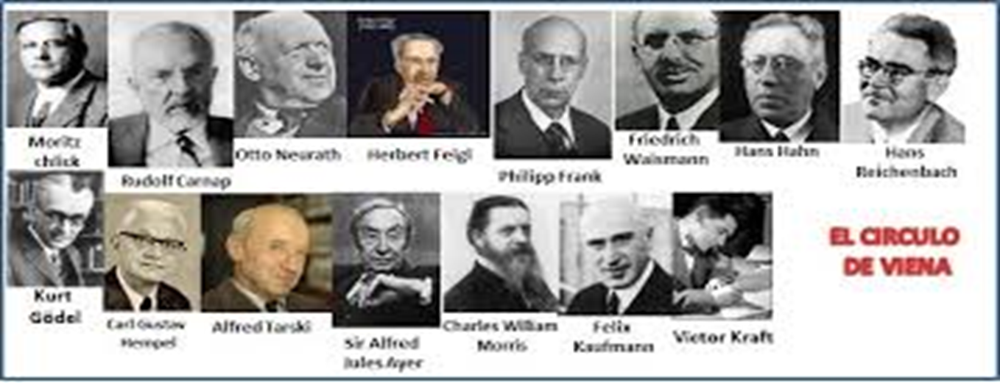 Moritz
chlick
Rudolf Carnap
Otto Neurath
Herbert Feigl
Philipp Frank
Friedrich
Waismann
Hans Hahn
Hans
Reichenbach
Kurt
Gödel
Carl Gustav
Hempel
Alfred Tarski
Sir Alfred
Jules Ayer
Charles William
Morris
Felix
Kaufmann
Victor Kraft
EL CIRCULO
DE VIENA